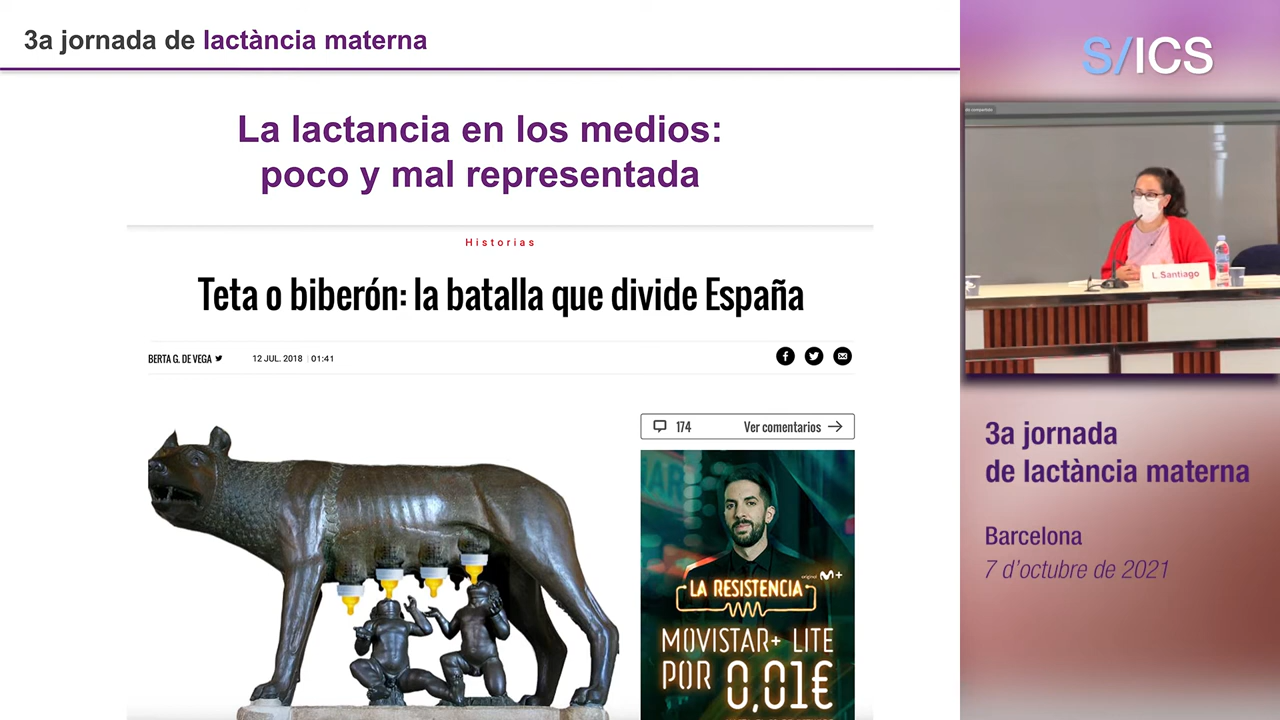 3a jornada de lactància materna
La lactancia en los medios:
poco y mal representada
Historias
Teta o biberón: la batalla que divide España
BERTA G. DE VEGA
12 JUL. 2018 | 01:41
174 Ver comentarios
original M+
LA RESISTENCIA
MOVISTAR+ LITE
POR 0,01€
S/ICS
L. Santiago
3a jornada
de lactància materna
Barcelona
7 d'octubre de 2021